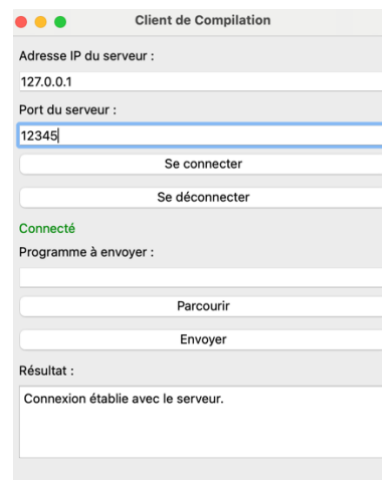 Client de Compilation
Adresse IP du serveur :
127.0.0.1
Port du serveur :
12345
Se connecter
Se déconnecter
Connecté
Programme à envoyer :
Parcourir
Envoyer
Résultat :
Connexion établie avec le serveur.